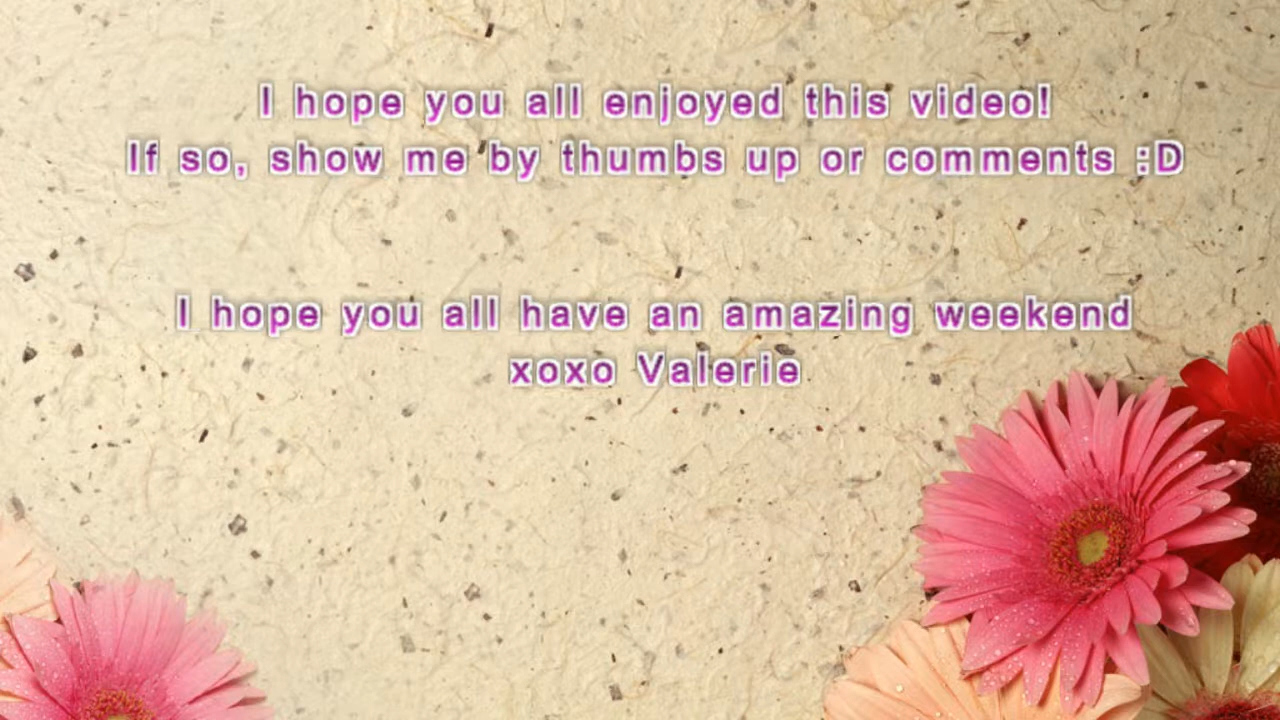 I hope you all enjoyed this video!
If so, show me by thumbs up or comments :D
I hope you all have an amazing weekend
xoxo Valerie